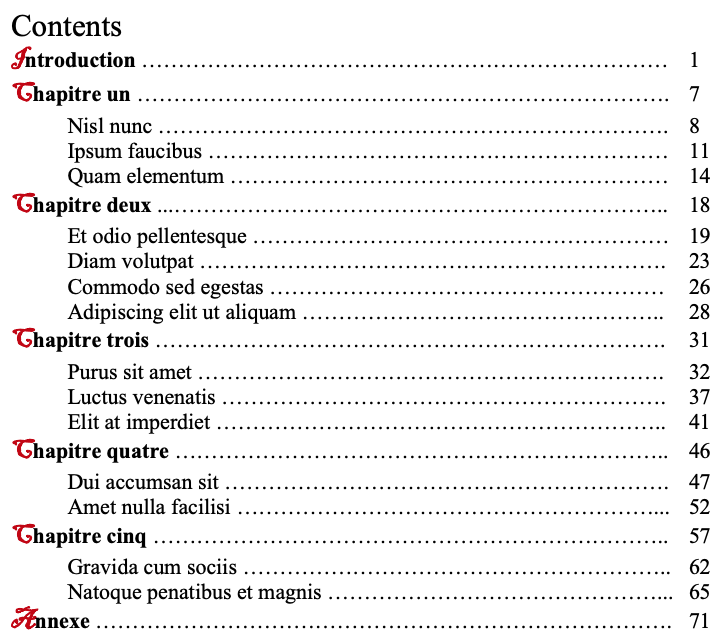 Contents
Introduction ……………………………………………………………… 1
Chapitre un ……………………………………………………………… 7
Nisl nunc ……………………………………………………………… 8
Ipsum faucibus ……………………………………………………… 11
Quam elementum …………………………………………………… 14
Chapitre deux ...………………………………………………………….. 18
Et odio pellentesque ………………………………………………… 19
Diam volutpat ………………………………………………………. 23
Commodo sed egestas ………………………………………………. 26
Adipiscing elit ut aliquam ………………………………………….. 28
Chapitre trois ……………………………………………………………. 31
Purus sit amet ………………………………………………………. 32
Luctus venenatis ……………………………………………………. 37
Elit at imperdiet …………………………………………………….. 41
Chapitre quatre ………………………………………………………….. 46
Dui accumsan sit ……………………………………………………. 47
Amet nulla facilisi …………………………………………………... 52
Chapitre cinq …………………………………………………………….. 57
Gravida cum sociis ………………………………………………….. 62
Natoque penatibus et magnis ………………………………………... 65
Annexe ……………………………………………………………………. 71